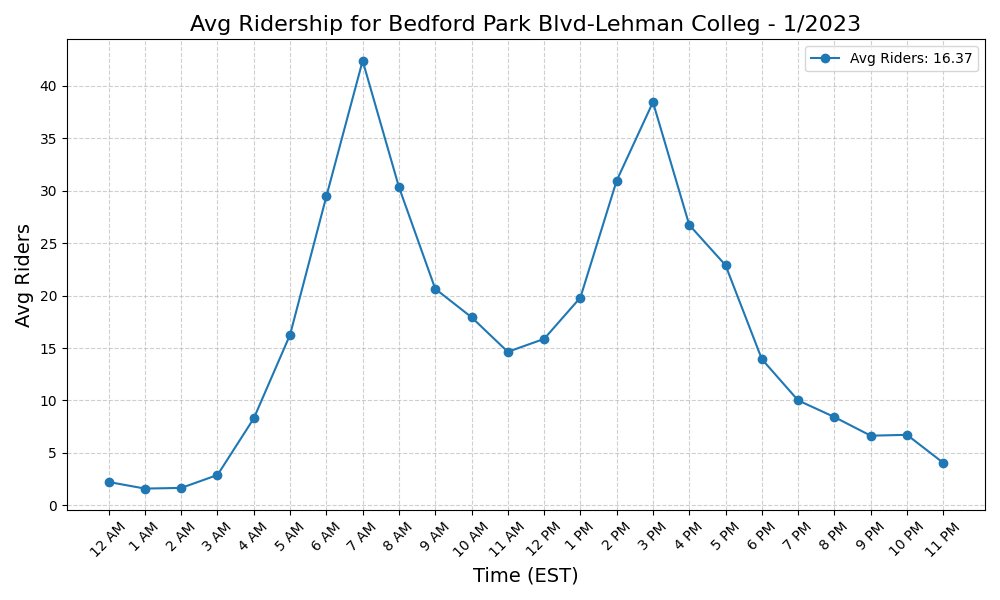 Avg Ridership for Bedford Park Blvd-Lehman Colleg - 1/2023
Avg Riders: 16.37
Avg Riders
40
35
30
25
20
15
10
5
0
12 AM
1 AM
2 AM
3 AM
4 AM
5 AM
6 AM
7 AM
8 AM
9 AM
10 AM
11 AM
12 PM
1 PM
2 PM
3 PM
4 PM
5 PM
6 PM
7 PM
8 PM
9 PM
10 PM
11 PM
Time (EST)